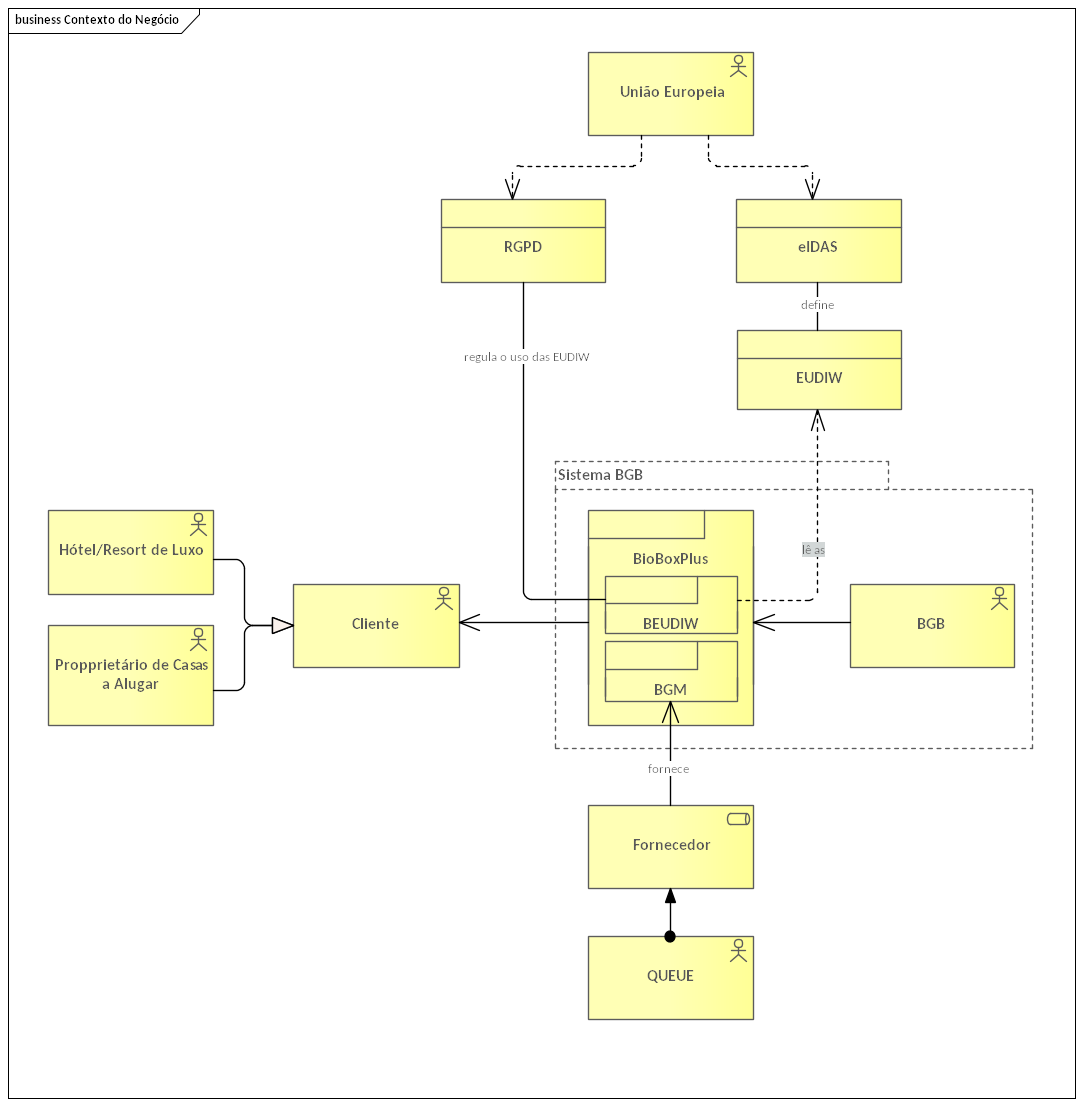 business Contexto do Negócio
União Europeia
RGPD
eIDAS
define
regula o uso das EUDIW
EUDIW
Sistema BGB
Hótel/Resort de Luxo
lê as
BioBoxPlus
Cliente
BEUDIW
BGB
Propprietário de Casas
a Alugar
BGM
fornece
Fornecedor
QUEUE